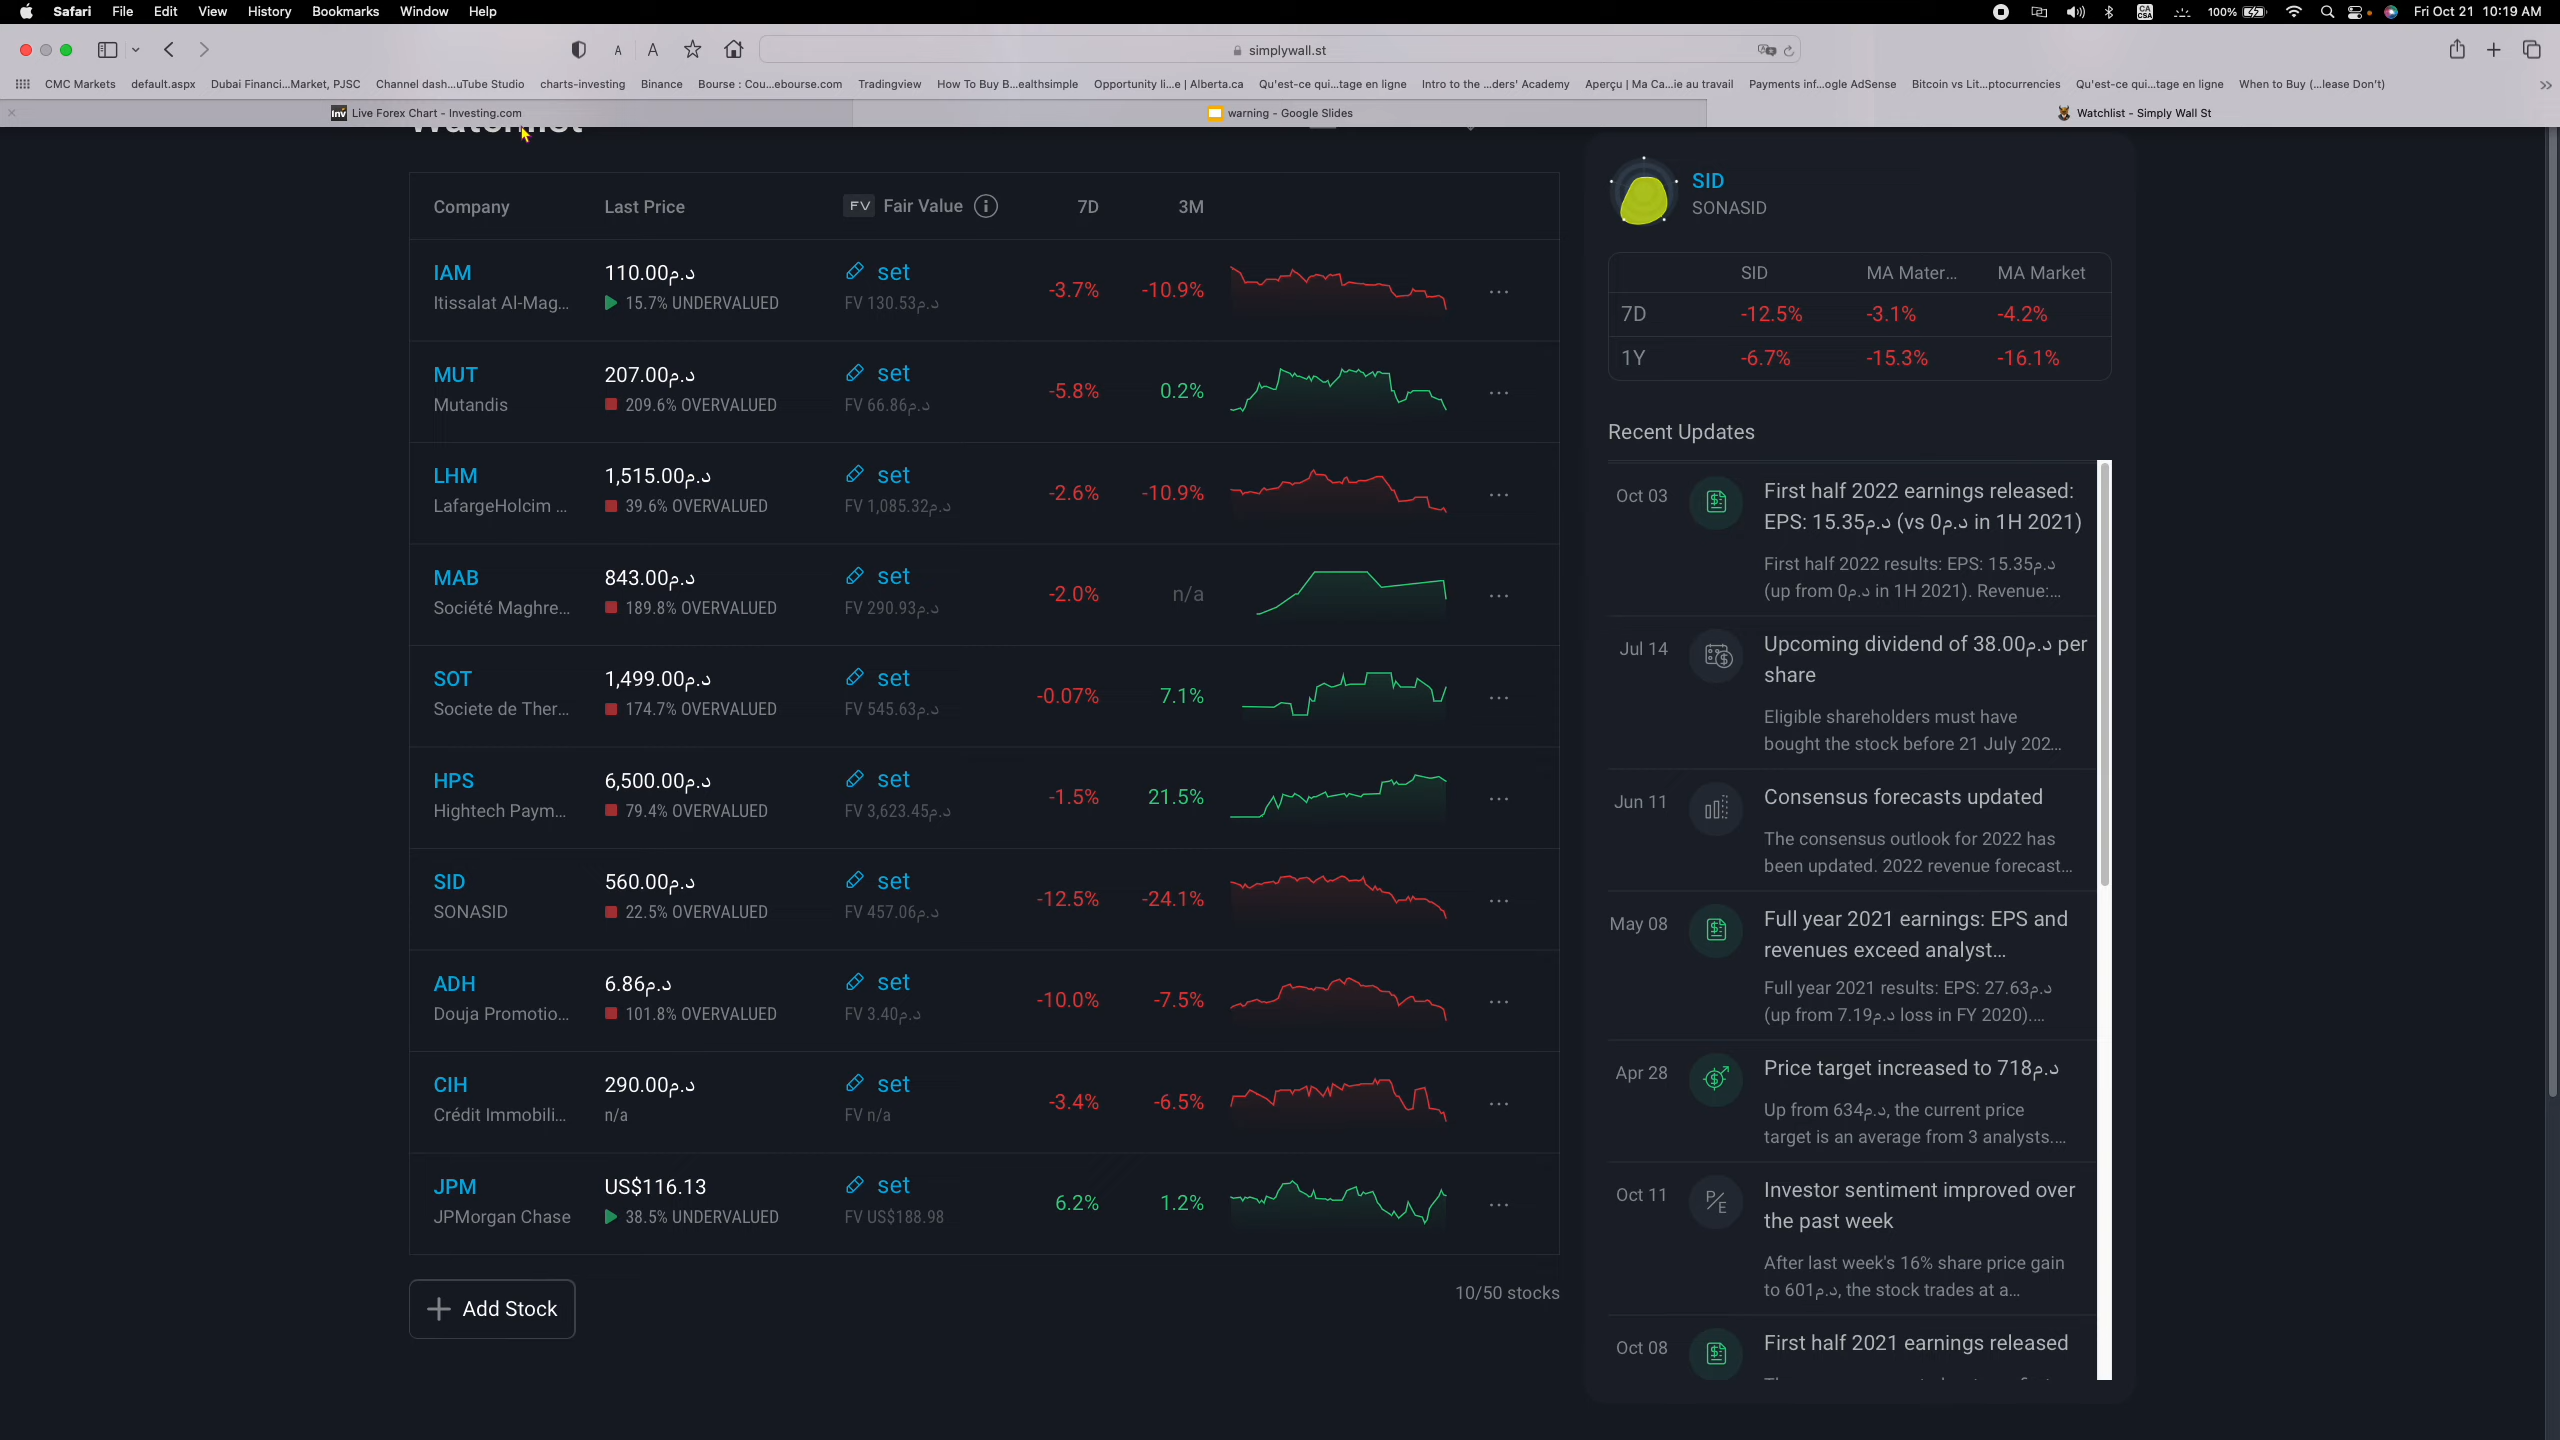 Safari File Edit View History Bookmarks Window Help
100%
Fri Oct 21 10:19 AM
A A
simplywall.st
CMC Markets default.aspx Dubai Financi...Market, PJSC Channel dash...uTube Studio charts-investing Binance Bourse : Cou...ebourse.com Tradingview How To Buy B...ealthsimple Opportunity li...e | Alberta.ca Qu'est-ce qui...tage en ligne Intro to the ...ders' Academy Aperçu | Ma Ca...ie au travail Payments inf...ogle AdSense Bitcoin vs Lit...ptocurrencies Qu'est-ce qui...tage en ligne When to Buy (...lease Don't)
Live Forex Chart - Investing.com
warning - Google Slides
Watchlist - Simply Wall St
Watchlist
Company Last Price FV Fair Value 7D 3M
IAM 110.00د.م. set
Itissalat Al-Mag... 15.7% UNDERVALUED FV 130.53د.م. -3.7% -10.9%
MUT 207.00د.م. set
Mutandis 209.6% OVERVALUED FV 66.86د.م. -5.8% 0.2%
LHM 1,515.00د.م. set
LafargeHolcim ... 39.6% OVERVALUED FV 1,085.32د.م. -2.6% -10.9%
MAB 843.00د.م. set
Société Maghre... 189.8% OVERVALUED FV 290.93د.م. -2.0% n/a
SOT 1,499.00د.م. set
Societe de Ther... 174.7% OVERVALUED FV 545.63د.م. -0.07% 7.1%
HPS 6,500.00د.م. set
Hightech Paym... 79.4% OVERVALUED FV 3,623.45د.م. -1.5% 21.5%
SID 560.00د.م. set
SONASID 22.5% OVERVALUED FV 457.06د.م. -12.5% -24.1%
ADH 6.86د.م. set
Douja Promotio... 101.8% OVERVALUED FV 3.40د.م. -10.0% -7.5%
CIH 290.00د.م. set
Crédit Immobili... n/a FV n/a -3.4% -6.5%
JPM US$116.13 set
JPMorgan Chase 38.5% UNDERVALUED FV US$188.98 6.2% 1.2%
Add Stock
10/50 stocks
SID
SONASID
SID MA Mater... MA Market
7D -12.5% -3.1% -4.2%
1Y -6.7% -15.3% -16.1%
Recent Updates
Oct 03
First half 2022 earnings released:
EPS: 15.35د.م. (vs 0د.م. in 1H 2021)
First half 2022 results: EPS: 15.35د.م.
(up from 0د.م. in 1H 2021). Revenue:...
Jul 14
Upcoming dividend of 38.00د.م. per
share
Eligible shareholders must have
bought the stock before 21 July 202...
Jun 11
Consensus forecasts updated
The consensus outlook for 2022 has
been updated. 2022 revenue forecast...
May 08
Full year 2021 earnings: EPS and
revenues exceed analyst...
Full year 2021 results: EPS: 27.63د.م.
(up from 7.19د.م. loss in FY 2020)....
Apr 28
Price target increased to 718د.م.
Up from 634د.م., the current price
target is an average from 3 analysts....
Oct 11
P/E
Investor sentiment improved over
the past week
After last week's 16% share price gain
to 601د.م., the stock trades at a...
Oct 08
First half 2021 earnings released